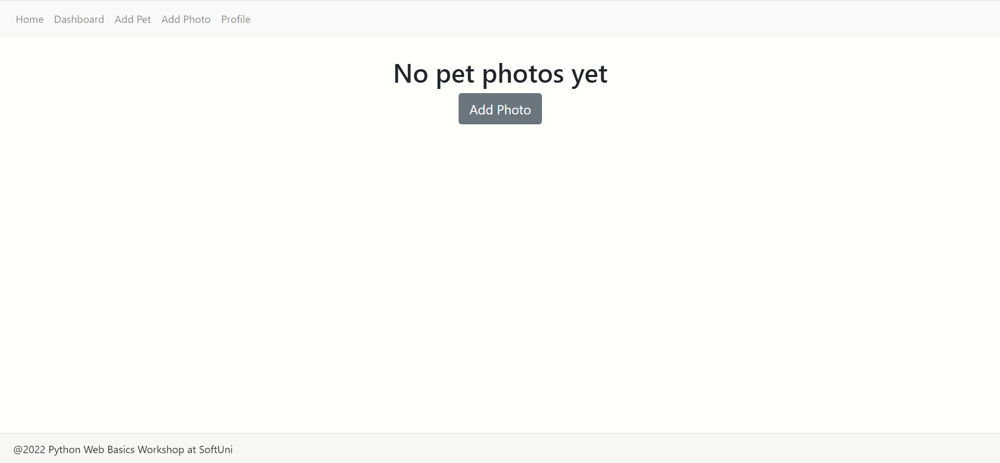 Home Dashboard Add Pet Add Photo Profile
No pet photos yet
Add Photo
@2022 Python Web Basics Workshop at SoftUni